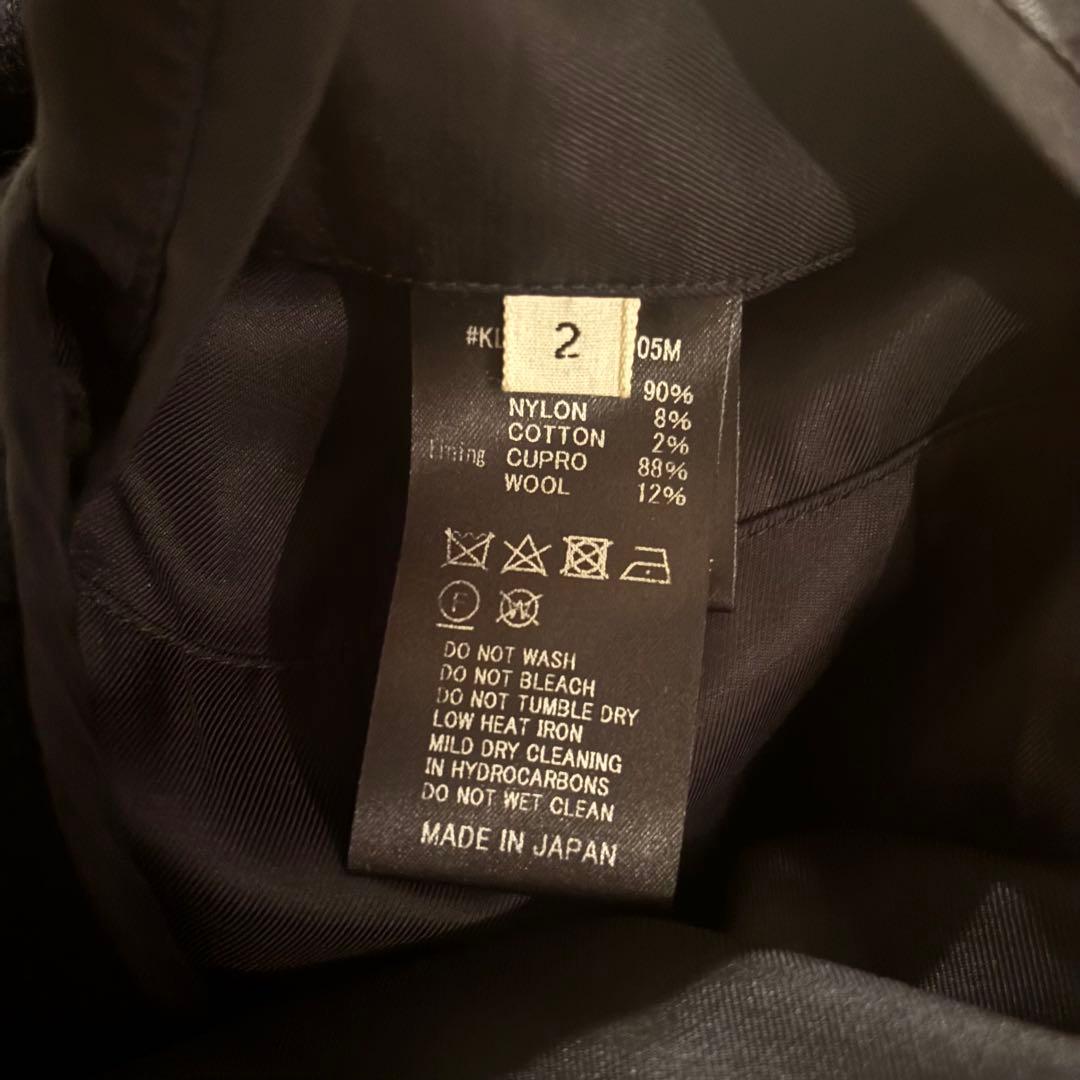 #KL 2 05M
90%
NYLON 8%
COTTON 2%
Lining CUPRO 88%
WOOL 12%
F W
DO NOT WASH
DO NOT BLEACH
DO NOT TUMBLE DRY
LOW HEAT IRON
MILD DRY CLEANING
IN HYDROCARBONS
DO NOT WET CLEAN
MADE IN JAPAN